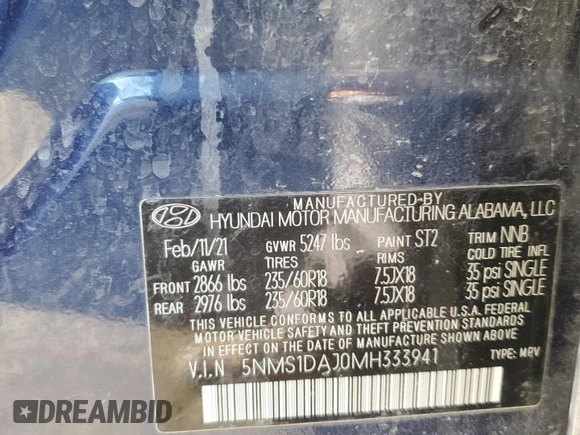 MANUFACTURED BY
HYUNDAI MOTOR MANUFACTURING ALABAMA, LLC
Feb/11/21 GVWR 5247 lbs PAINT ST2 TRIM NNB
GAWR TIRES RIMS COLD TIRE INFL
FRONT 2866 lbs 235/60R18 7.5JX18 35 psi SINGLE
REAR 2976 lbs 235/60R18 7.5JX18 35 psi SINGLE
THIS VEHICLE CONFORMS TO ALL APPLICABLE U.S.A. FEDERAL
MOTOR VEHICLE SAFETY AND THEFT PREVENTION STANDARDS
IN EFFECT ON THE DATE OF MANUFACTURE SHOWN ABOVE.
V.I.N 5NMS1DAJ0MH333941 TYPE: MPV
DREAMBID